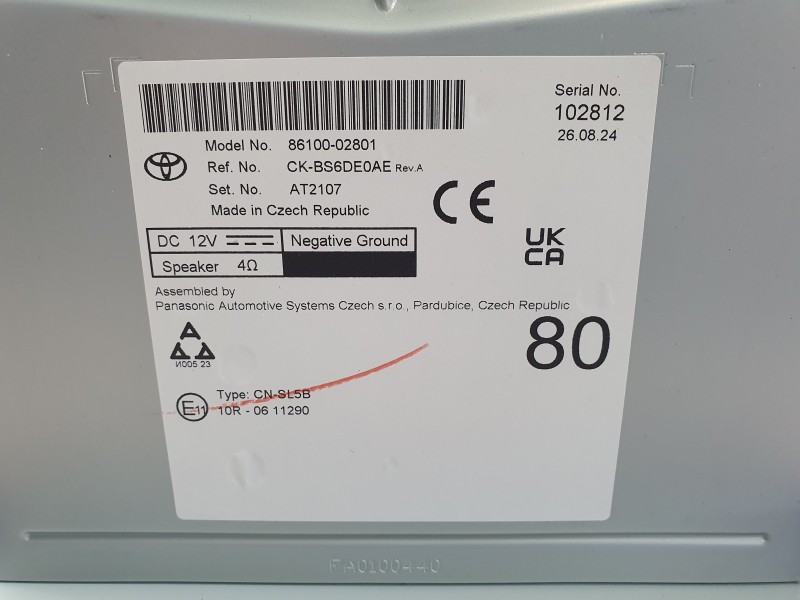 Serial No.
102812
26.08.24
Model No. 86100-02801
Ref. No. CK-BS6DE0AE Rev.A
Set. No. AT2107
Made in Czech Republic
CE
DC 12V Negative Ground
Speaker 4Ω
UK
CA
Assembled by
Panasonic Automotive Systems Czech s.r.o., Pardubice, Czech Republic
80
И005 23
Type: CN-SL5B
E11 10R - 06 11290
FA0100440